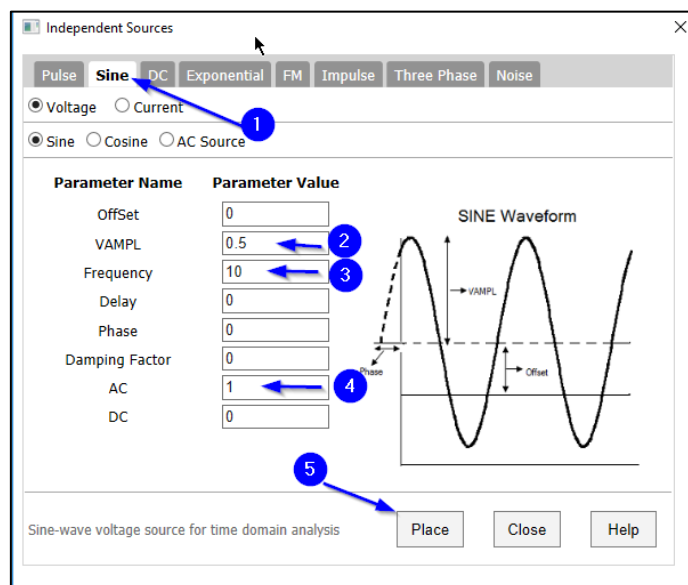 Independent Sources
Pulse Sine DC Exponential FM Impulse Three Phase Noise
Voltage Current
1
Sine Cosine AC Source
Parameter Name Parameter Value
OffSet 0
SINE Waveform
VAMPL 0.5 2
Frequency 10 3
VAMPL
Delay 0
Phase 0
Damping Factor 0
Phase
Offset
AC 1 4
DC 0
5
Sine-wave voltage source for time domain analysis
Place Close Help